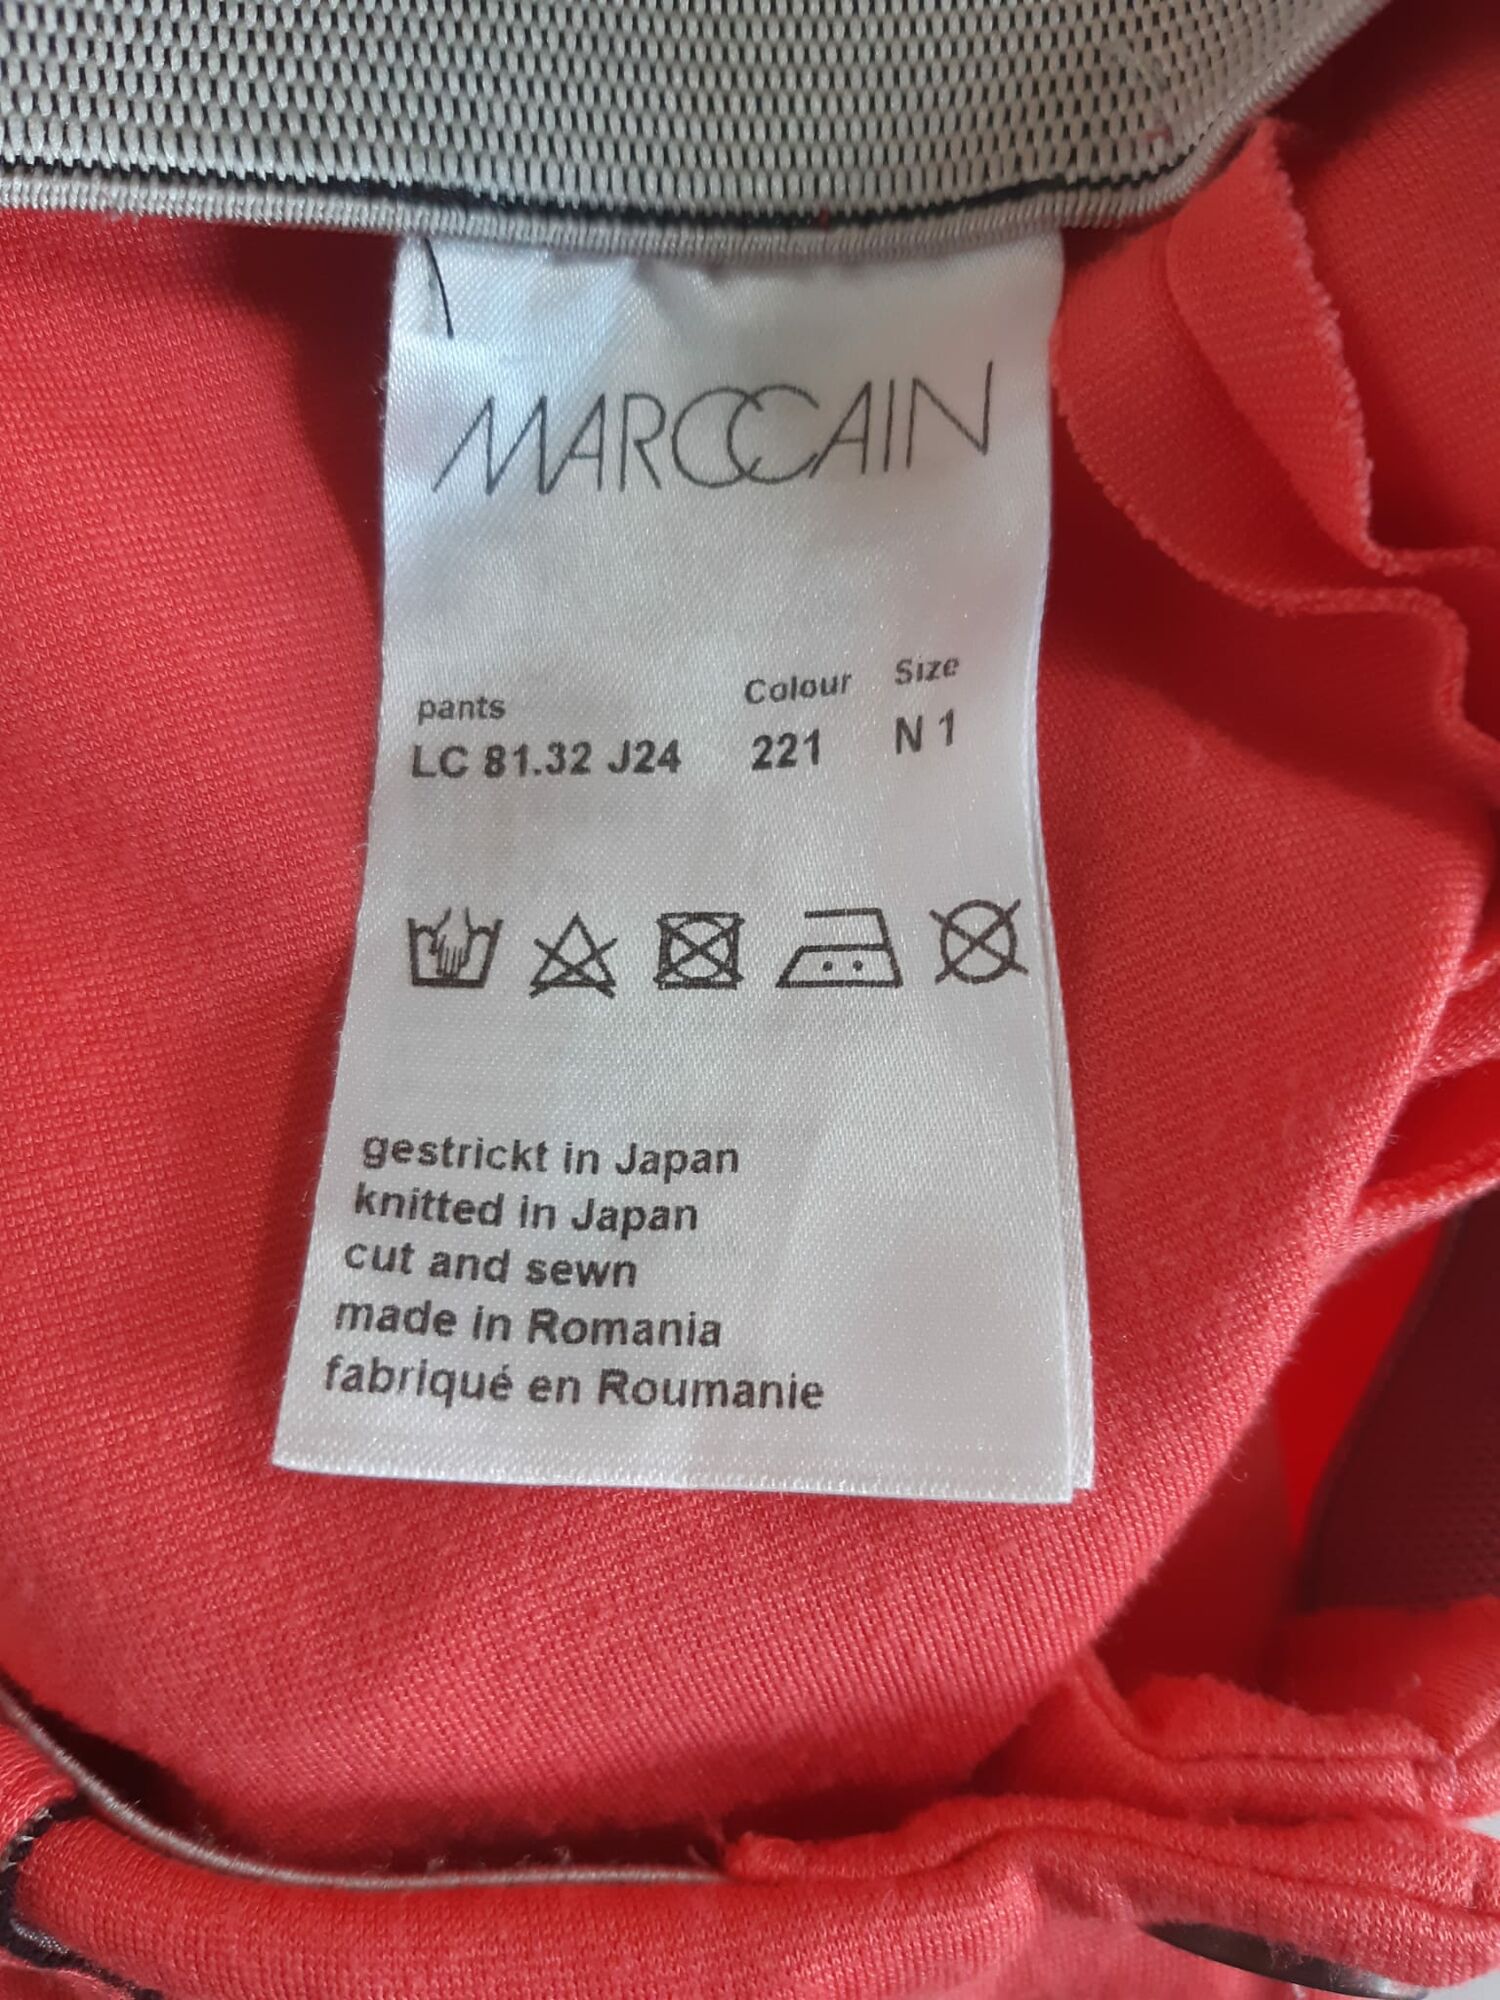 MARCCAIN
pants Colour Size
LC 81.32 J24 221 N 1
gestrickt in Japan
knitted in Japan
cut and sewn
made in Romania
fabriqué en Roumanie